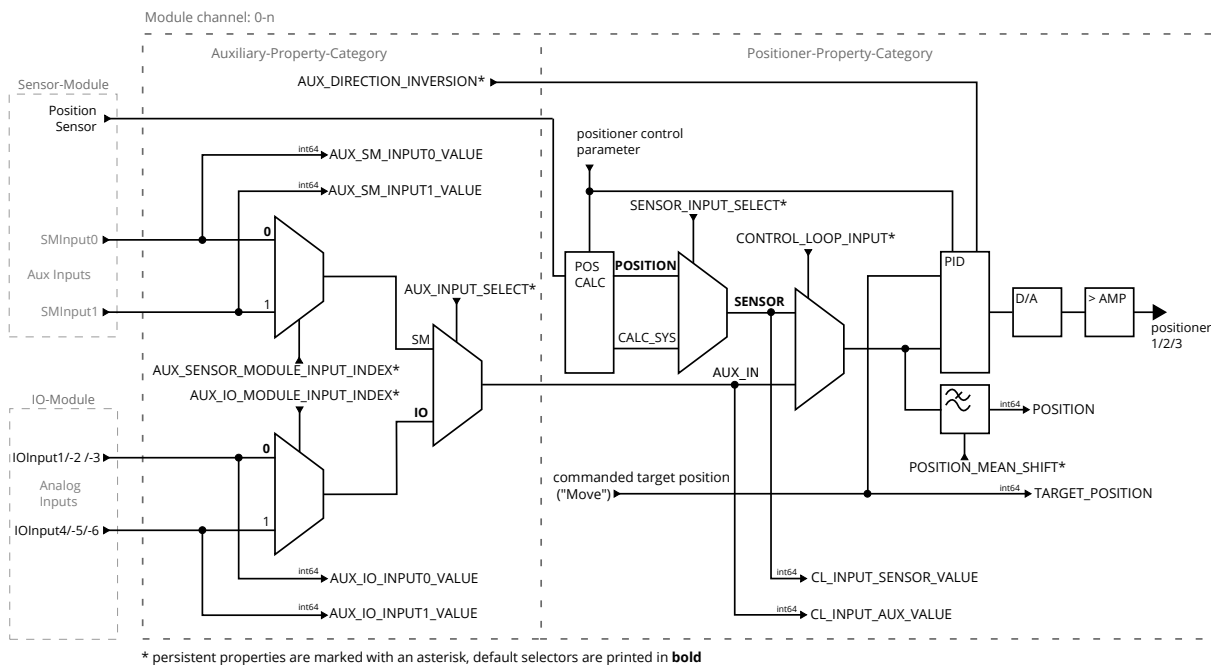 Module channel: 0-n
Auxiliary-Property-Category
Positioner-Property-Category
AUX_DIRECTION_INVERSION*
Sensor-Module
Position
Sensor
positioner control
parameter
int64
AUX_SM_INPUT0_VALUE
int64
AUX_SM_INPUT1_VALUE
SENSOR_INPUT_SELECT*
SMInput0
0
CONTROL_LOOP_INPUT*
Aux Inputs
POS
CALC
POSITION
PID
AUX_INPUT_SELECT*
SMInput1
1
SENSOR
D/A
> AMP
positioner
1/2/3
SM
CALC_SYS
AUX_SENSOR_MODULE_INPUT_INDEX*
AUX_IN
AUX_IO_MODULE_INPUT_INDEX*
IO-Module
IO
int64
POSITION
IOInput1/-2 /-3
0
POSITION_MEAN_SHIFT*
Analog
Inputs
commanded target position
("Move")
int64
TARGET_POSITION
IOInput4/-5/-6
1
int64
AUX_IO_INPUT0_VALUE
int64
CL_INPUT_SENSOR_VALUE
int64
AUX_IO_INPUT1_VALUE
int64
CL_INPUT_AUX_VALUE
* persistent properties are marked with an asterisk, default selectors are printed in bold